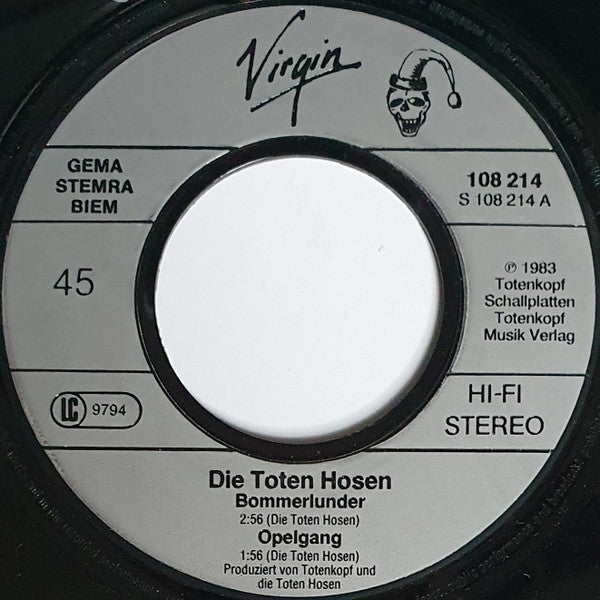 Virgin
GEMA
STEMRA
BIEM
108 214
S 108 214 A
45
℗ 1983
Totenkopf
Schallplatten
Totenkopf
Musik Verlag
LC 9794
HI-FI
STEREO
Die Toten Hosen
Bommerlunder
2:56 (Die Toten Hosen)
Opelgang
1:56 (Die Toten Hosen)
Produziert von Totenkopf und
die Toten Hosen